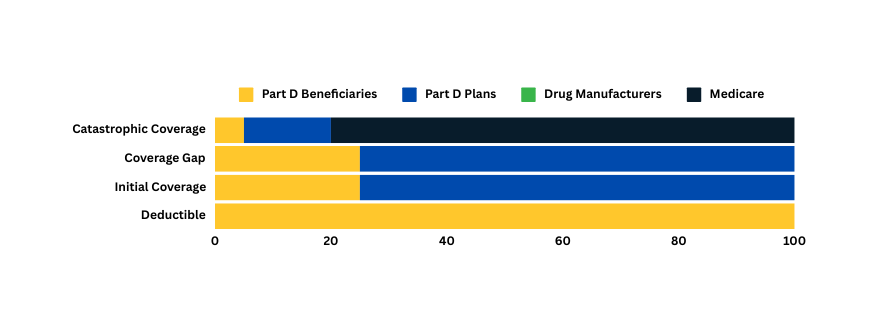 Part D Beneficiaries Part D Plans Drug Manufacturers Medicare
Catastrophic Coverage
Coverage Gap
Initial Coverage
Deductible
0 20 40 60 80 100